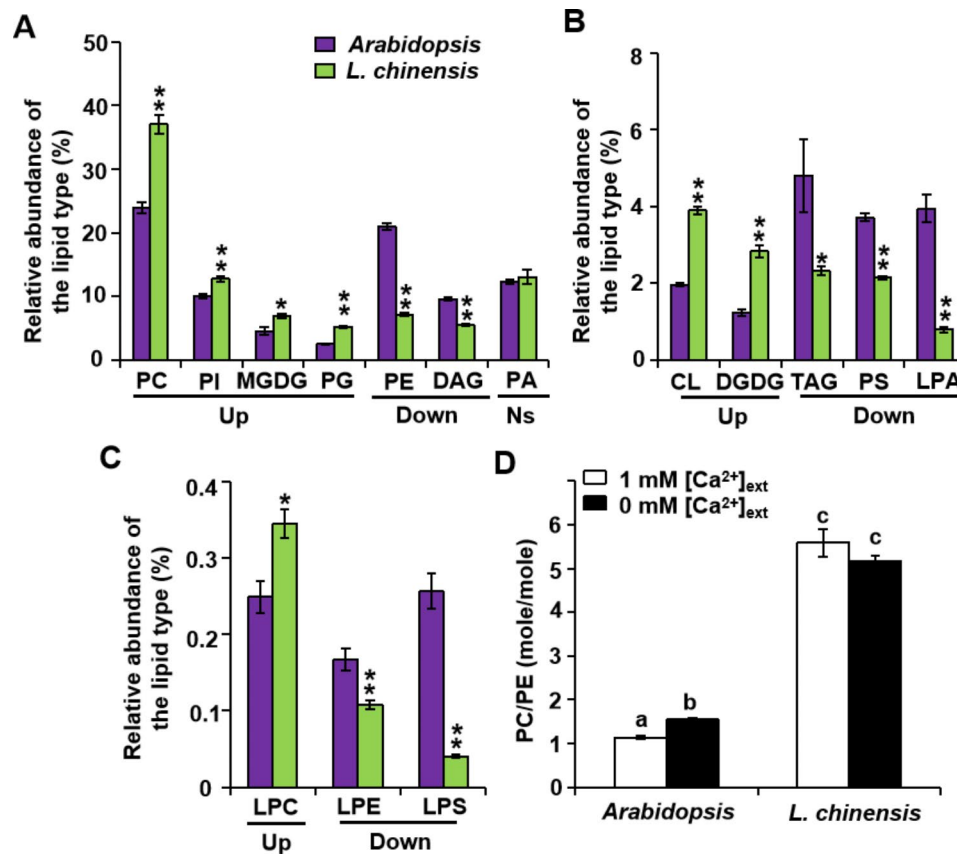 A
Relative abundance of
the lipid type (%)
50
40
30
20
10
0
Arabidopsis
L. chinensis
**
**
*
**
**
**
PC PI MGDG PG PE DAG PA
Up Down Ns
B
Relative abundance of
the lipid type (%)
8
6
4
2
0
**
**
*
**
**
CL DGDG TAG PS LPA
Up Down
C
Relative abundance of
the lipid type (%)
0.4
0.3
0.2
0.1
0
*
**
**
LPC LPE LPS
Up Down
D
1 mM [Ca²⁺]ext
0 mM [Ca²⁺]ext
PC/PE (mole/mole)
7
6
5
4
3
2
1
0
a b c c
Arabidopsis L. chinensis